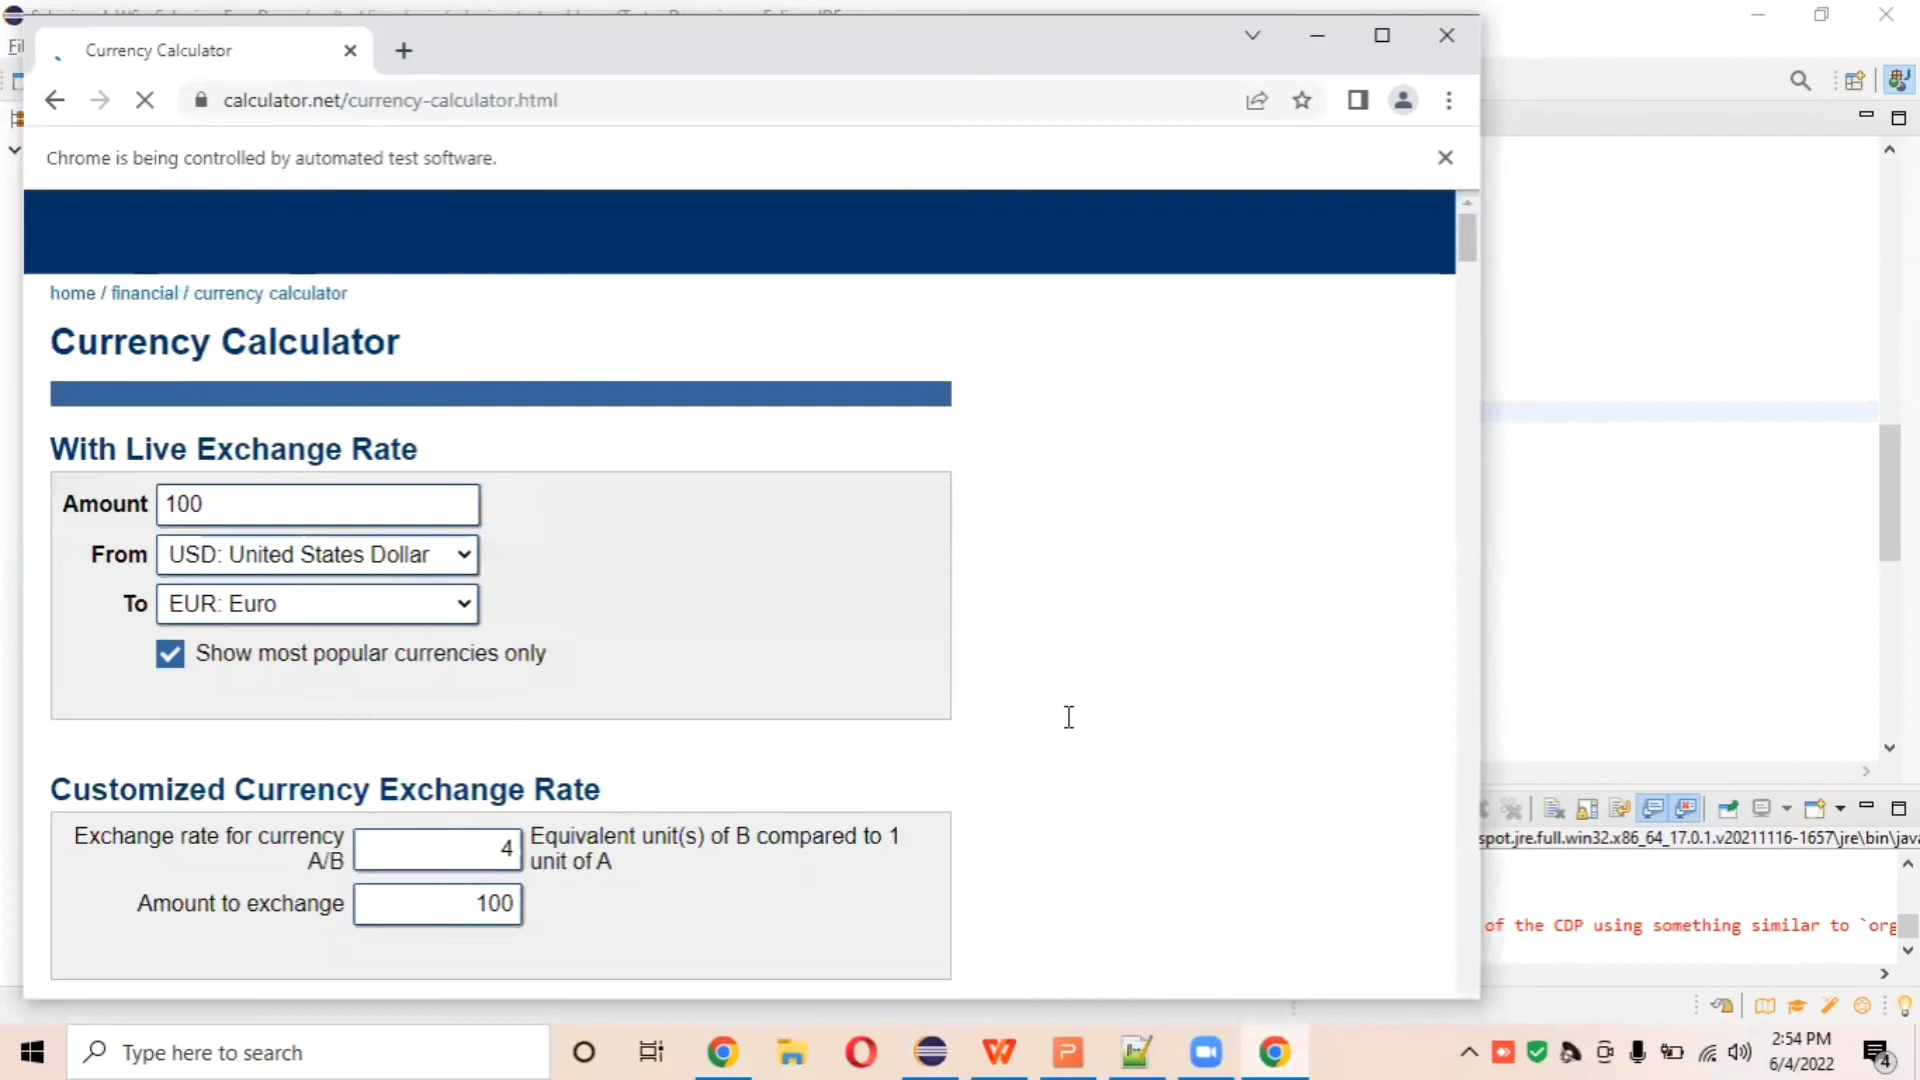 Currency Calculator
calculator.net/currency-calculator.html
Chrome is being controlled by automated test software.
home / financial / currency calculator
Currency Calculator
With Live Exchange Rate
Amount 100
From USD: United States Dollar
To EUR: Euro
Show most popular currencies only
Customized Currency Exchange Rate
Exchange rate for currency A/B 4 Equivalent unit(s) of B compared to 1 unit of A
Amount to exchange 100
spot.jre.full.win32.x86_64_17.0.1.v20211116-1657\jre\bin\java
of the CDP using something similar to `org
Type here to search
2:54 PM
6/4/2022
4